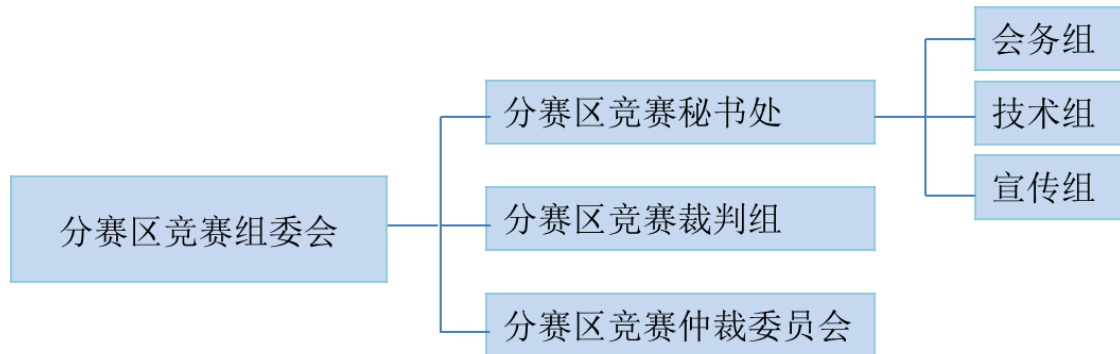 分赛区竞赛组委会
分赛区竞赛秘书处
分赛区竞赛裁判组
分赛区竞赛仲裁委员会
会务组
技术组
宣传组